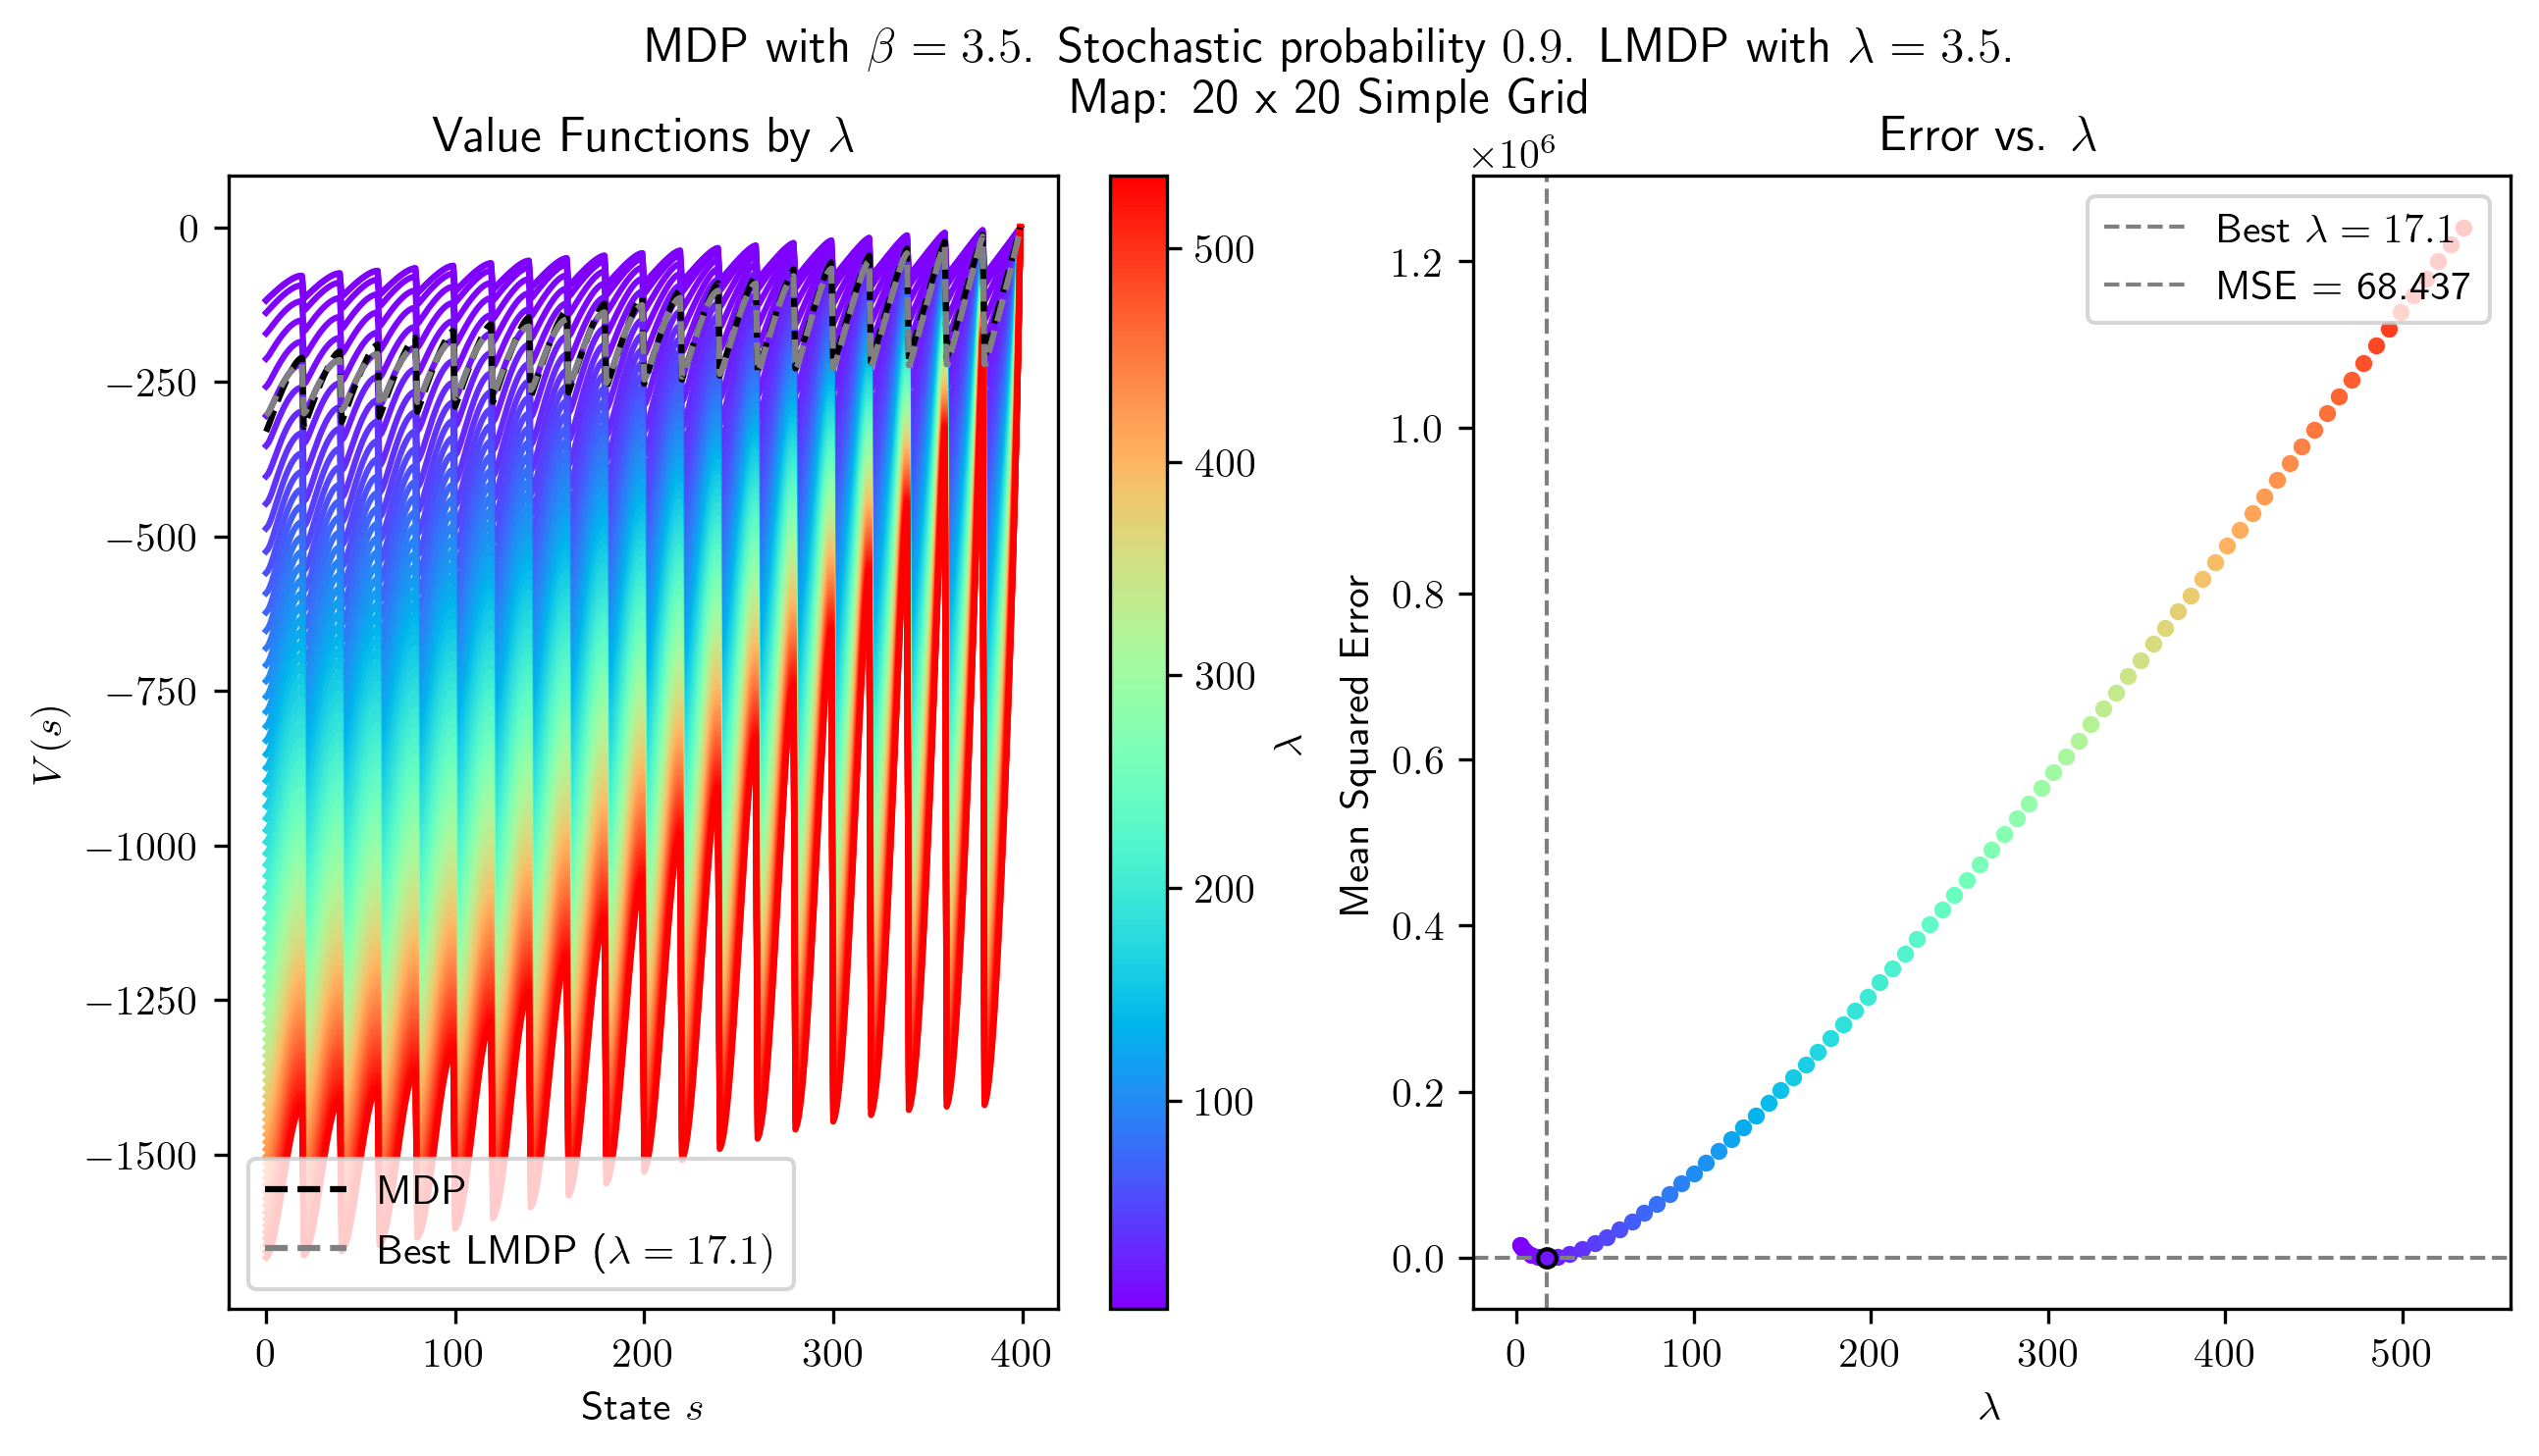 MDP with β = 3.5. Stochastic probability 0.9. LMDP with λ = 3.5.
Map: 20 x 20 Simple Grid
Value Functions by λ
0
−250
−500
−750
−1000
−1250
−1500
V(s)
MDP
Best LMDP (λ = 17.1)
0
100
200
300
400
State s
500
400
300
200
100
λ
Error vs. λ
×10⁶
1.2
1.0
0.8
0.6
0.4
0.2
0.0
Mean Squared Error
Best λ = 17.1
MSE = 68.437
0
100
200
300
400
500
λ